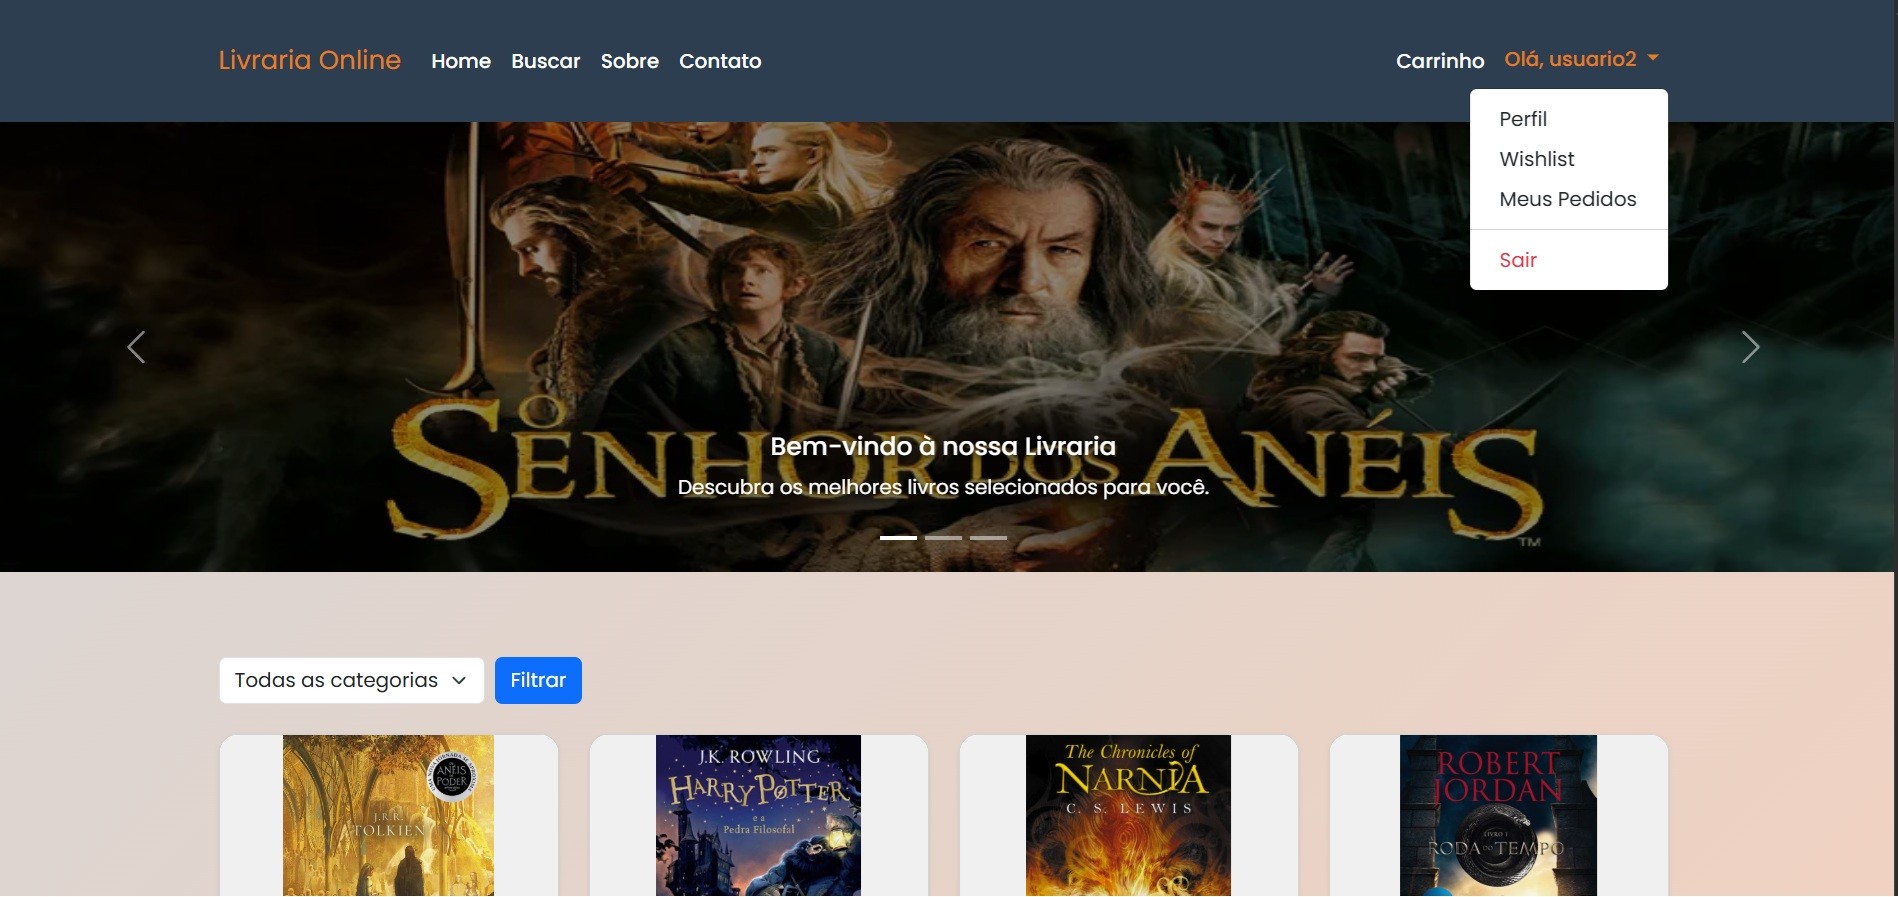 Livraria Online Home Buscar Sobre Contato Carrinho Olá, usuario2
Perfil
Wishlist
Meus Pedidos
Sair
O SENHOR DOS ANÉIS
TM
Bem-vindo à nossa Livraria
Descubra os melhores livros selecionados para você.
Todas as categorias Filtrar
ANÉIS
PODER
J.R.R.
TOLKIEN
J.K. ROWLING
HARRY POTTER
e a
Pedra Filosofal
The Chronicles of
NARNIA
C. S. LEWIS
ROBERT
JORDAN
LIVRO 1
RODA DO TEMPO